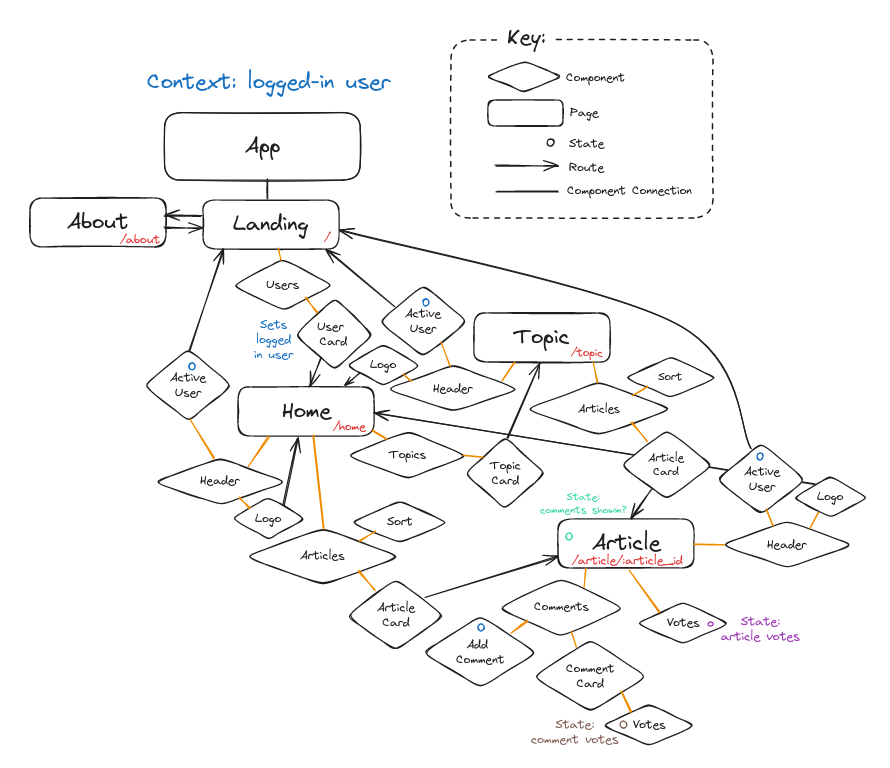 Key:
Component
Page
State
Route
Component Connection
Context: logged-in user
App
About
/about
Landing
/
Users
Sets
logged
in user
User
Card
Active
User
Topic
/topic
Logo
Header
Sort
Articles
Active
User
Home
/home
Topics
Topic
Card
Article
Card
Active
User
Logo
Header
Header
Logo
State:
comments showm?
Article
/article/:article_id
Sort
Articles
Article
Card
Comments
Votes
State:
article votes
Add
Comment
Comment
Card
State:
comment votes
Votes